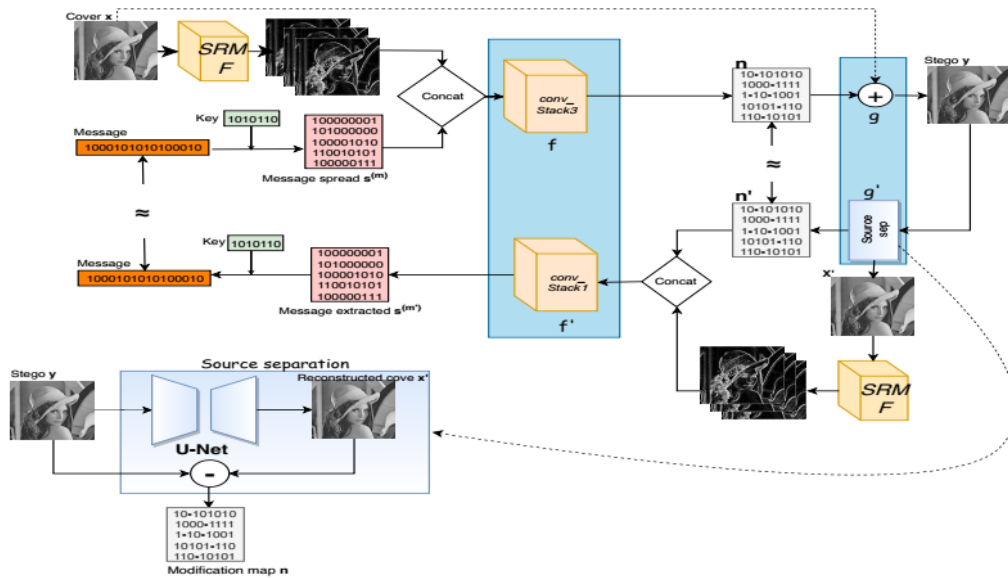 Cover x
SRM
F
Concat
Key
1010110
Message
1000101010100010
100000001
101000000
100001010
110010101
100000111
Message spread s(m)
conv_
Stack3
f
n
10-101010
1000-1111
1-10-1001
10101-110
110-10101
+
g
Stego y
≈
≈
n'
10-101010
1000-1111
1-10-1001
10101-110
110-10101
g'
Source
sep
Key
1010110
Message
1000101010100010
100000001
101000000
100001010
110010101
100000111
Message extracted s(m')
conv_
Stack1
f'
Concat
x'
SRM
F
Source separation
Stego y
Reconstructed cove x'
U-Net
-
10-101010
1000-1111
1-10-1001
10101-110
110-10101
Modification map n